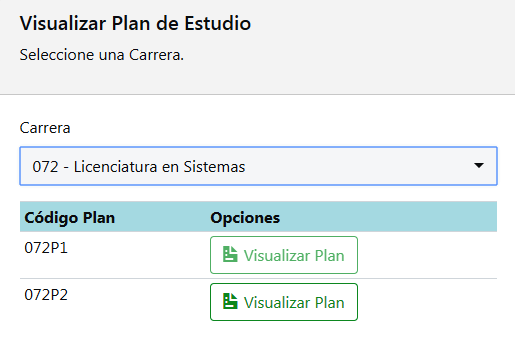 Visualizar Plan de Estudio
Seleccione una Carrera.
Carrera
072 - Licenciatura en Sistemas
Código Plan Opciones
072P1 Visualizar Plan
072P2 Visualizar Plan